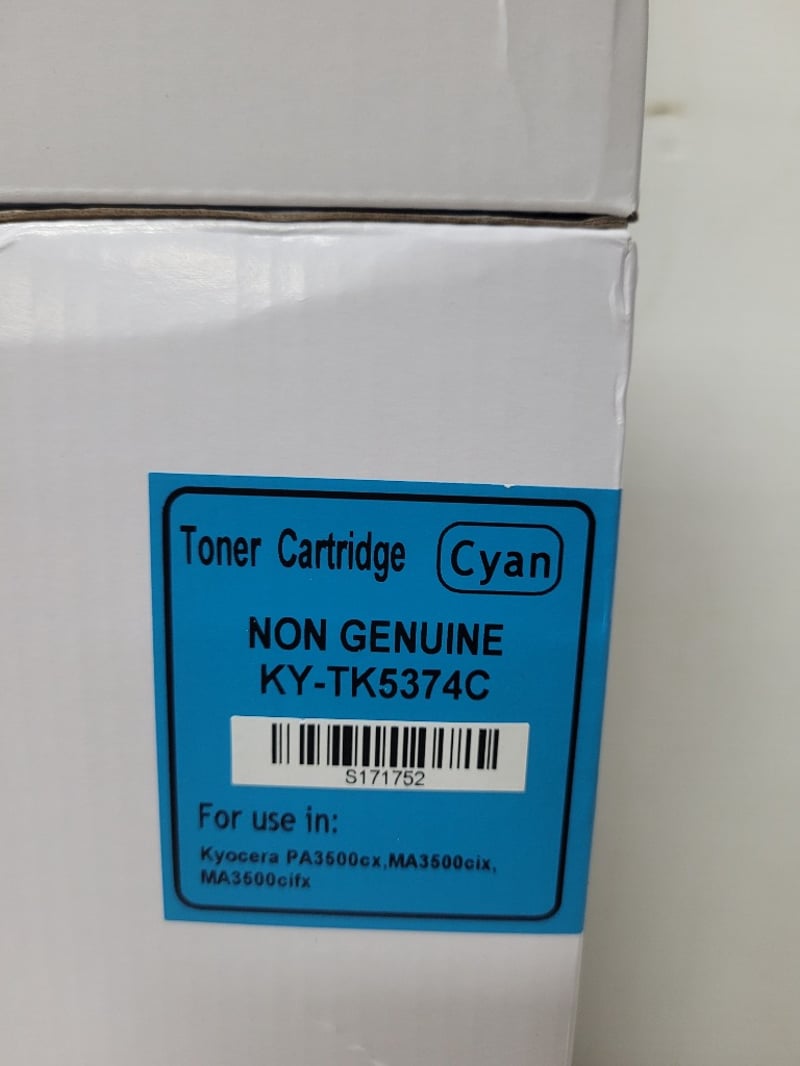 Toner Cartridge Cyan
NON GENUINE
KY-TK5374C
S171752
For use in:
Kyocera PA3500cx,MA3500cix,
MA3500cifx